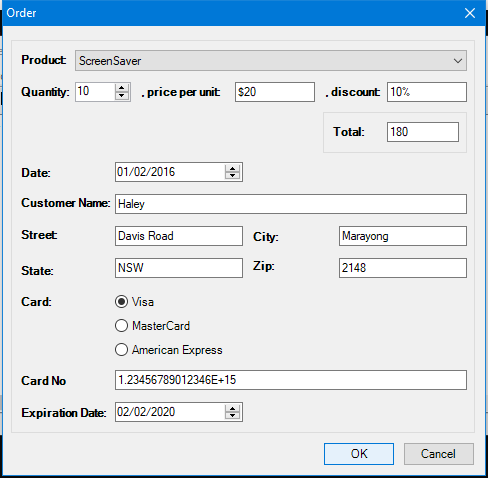 Order
Product: ScreenSaver
Quantity: 10 , price per unit: $20 , discount: 10%
Total: 180
Date: 01/02/2016
Customer Name: Haley
Street: Davis Road City: Marayong
State: NSW Zip: 2148
Card: Visa
MasterCard
American Express
Card No 1.23456789012346E+15
Expiration Date: 02/02/2020
OK Cancel